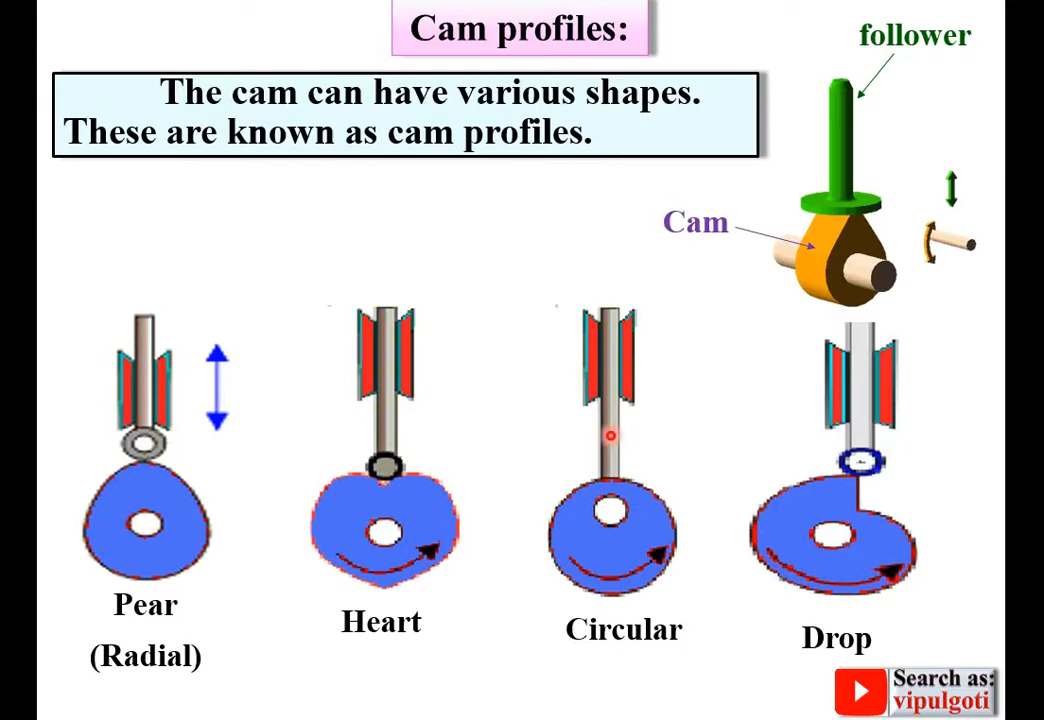 Cam profiles:
follower
The cam can have various shapes.
These are known as cam profiles.
Cam
Pear
(Radial)
Heart
Circular
Drop
Search as:
vipulgoti